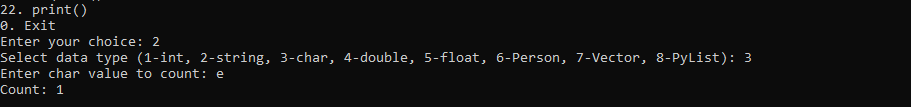 22. print()
0. Exit
Enter your choice: 2
Select data type (1-int, 2-string, 3-char, 4-double, 5-float, 6-Person, 7-Vector, 8-PyList): 3
Enter char value to count: e
Count: 1